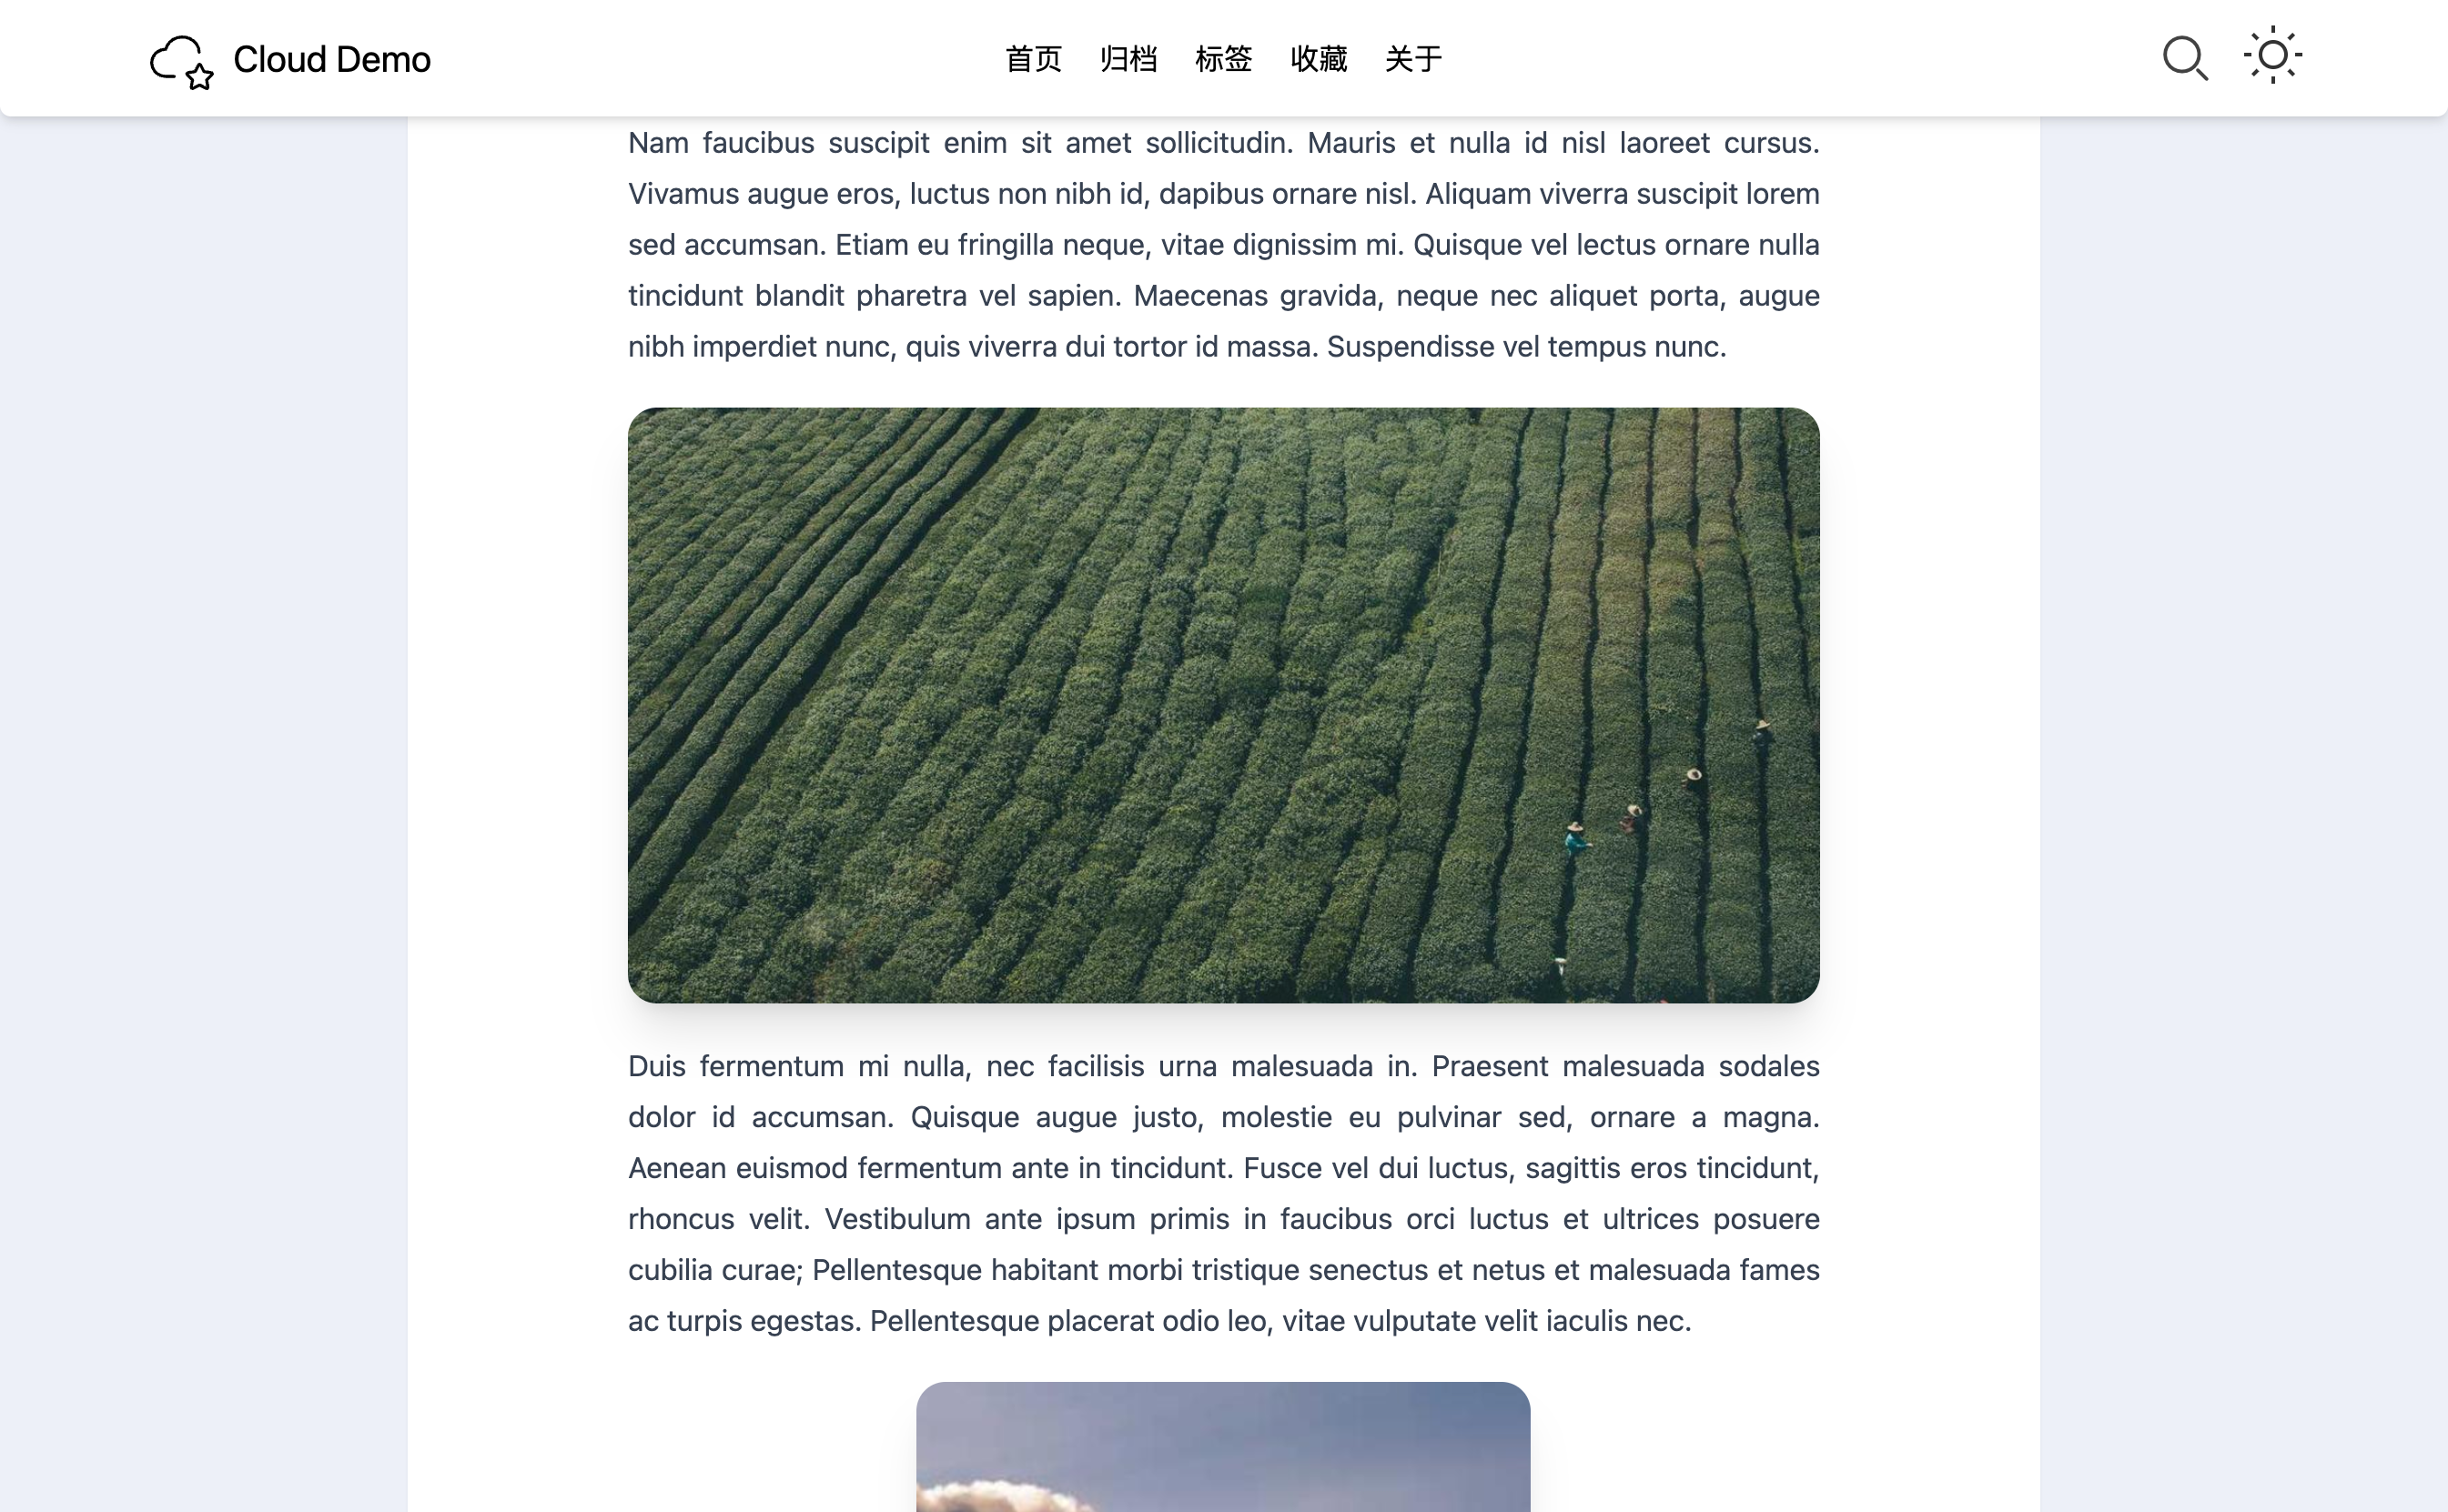 Cloud Demo
首页 归档 标签 收藏 关于
Nam faucibus suscipit enim sit amet sollicitudin. Mauris et nulla id nisl laoreet cursus.
Vivamus augue eros, luctus non nibh id, dapibus ornare nisl. Aliquam viverra suscipit lorem
sed accumsan. Etiam eu fringilla neque, vitae dignissim mi. Quisque vel lectus ornare nulla
tincidunt blandit pharetra vel sapien. Maecenas gravida, neque nec aliquet porta, augue
nibh imperdiet nunc, quis viverra dui tortor id massa. Suspendisse vel tempus nunc.
Duis fermentum mi nulla, nec facilisis urna malesuada in. Praesent malesuada sodales
dolor id accumsan. Quisque augue justo, molestie eu pulvinar sed, ornare a magna.
Aenean euismod fermentum ante in tincidunt. Fusce vel dui luctus, sagittis eros tincidunt,
rhoncus velit. Vestibulum ante ipsum primis in faucibus orci luctus et ultrices posuere
cubilia curae; Pellentesque habitant morbi tristique senectus et netus et malesuada fames
ac turpis egestas. Pellentesque placerat odio leo, vitae vulputate velit iaculis nec.